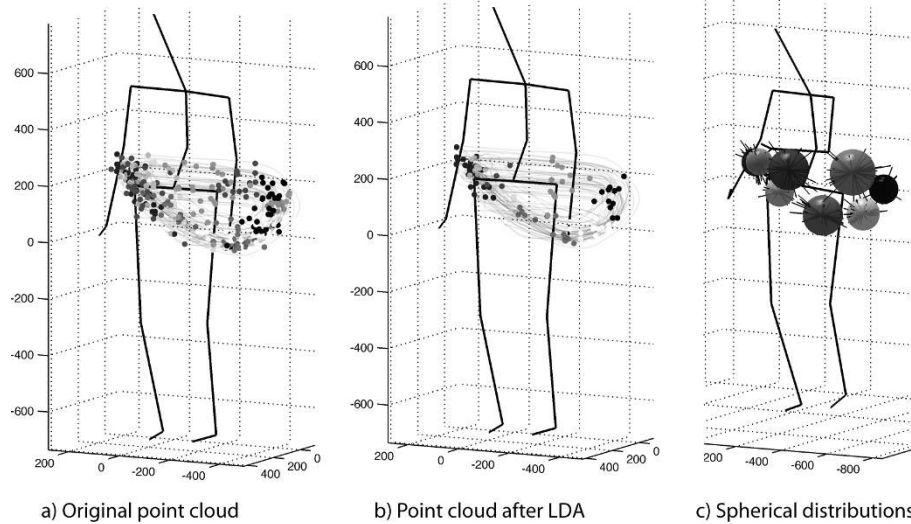 600
400
200
0
-200
-400
-600
200 0 -200 -400 400 200 0
a) Original point cloud
600
400
200
0
-200
-400
-600
200 0 -200 -400 400 200 0
b) Point cloud after LDA
200 -400 -600 -800
c) Spherical distributions